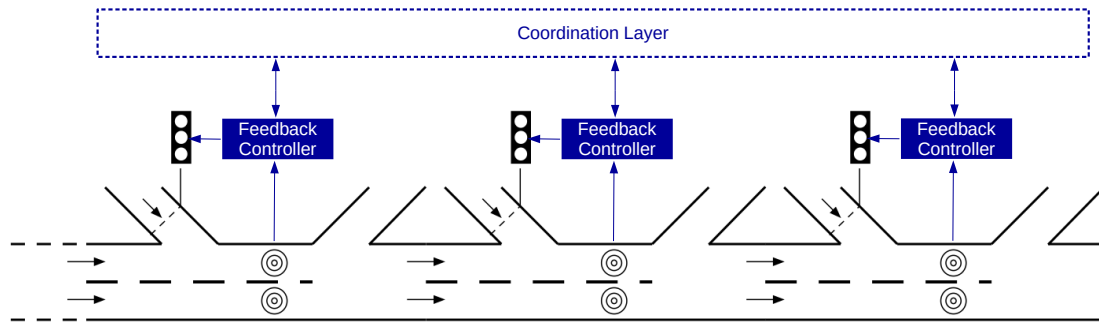 Coordination Layer
Feedback
Controller
Feedback
Controller
Feedback
Controller